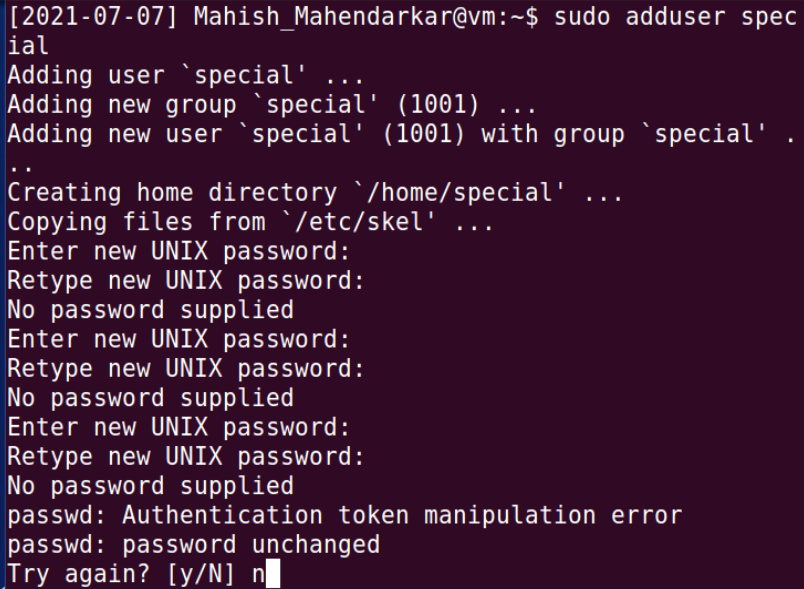 [2021-07-07] Mahish_Mahendarkar@vm:~$ sudo adduser spec
ial
Adding user `special' ...
Adding new group `special' (1001) ...
Adding new user `special' (1001) with group `special' .
..
Creating home directory `/home/special' ...
Copying files from `/etc/skel' ...
Enter new UNIX password:
Retype new UNIX password:
No password supplied
Enter new UNIX password:
Retype new UNIX password:
No password supplied
Enter new UNIX password:
Retype new UNIX password:
No password supplied
passwd: Authentication token manipulation error
passwd: password unchanged
Try again? [y/N] n